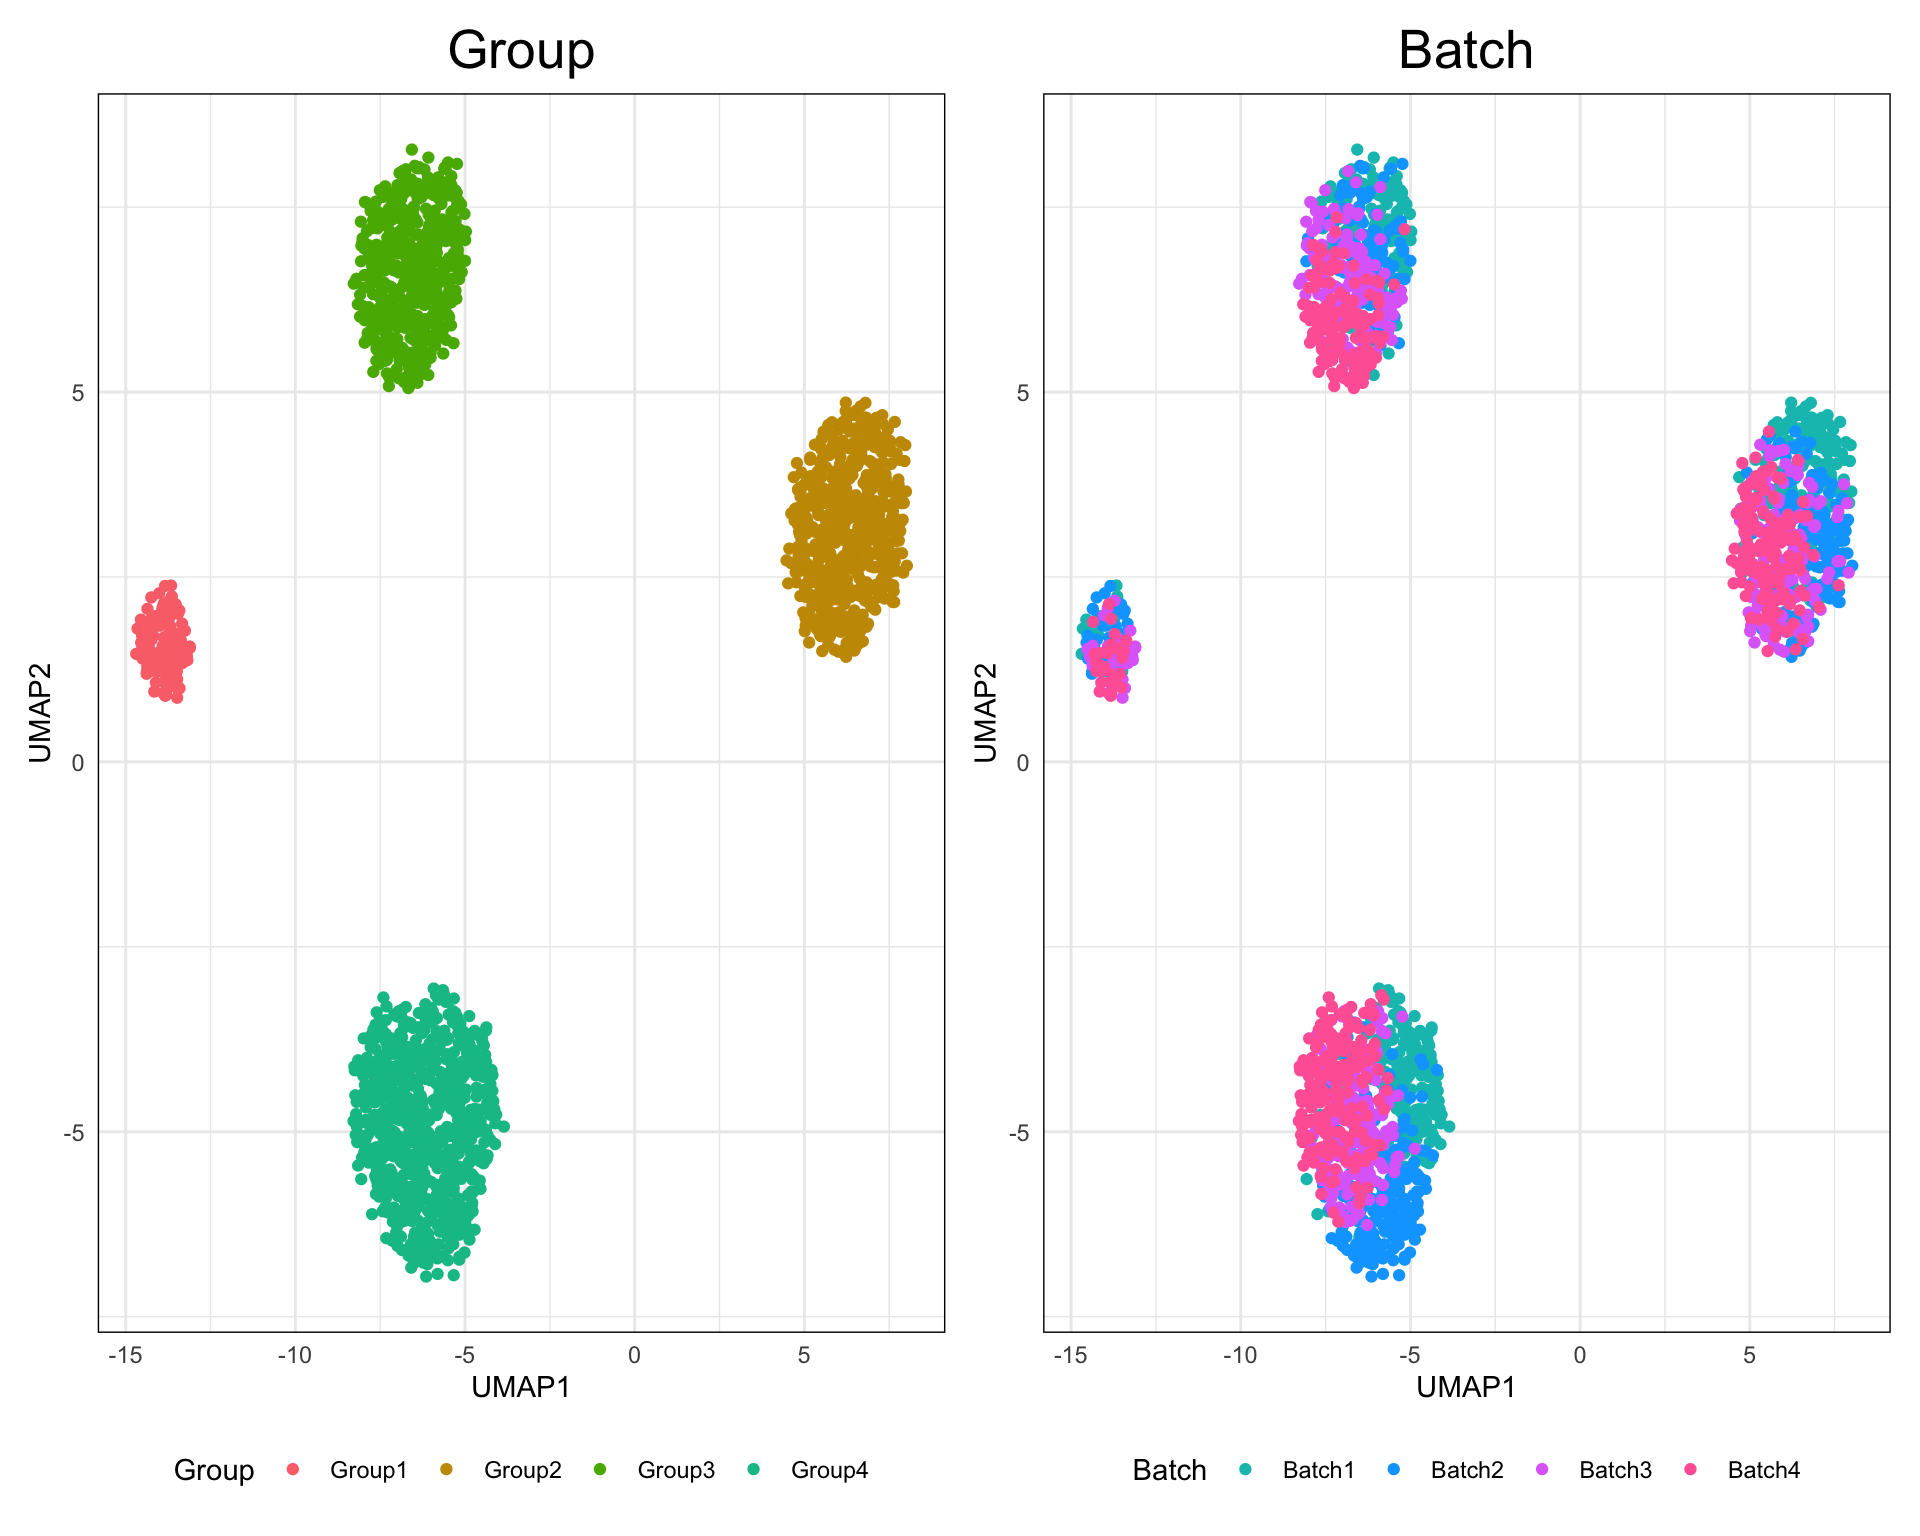 Group
Batch
UMAP2
5
0
-5
-15 -10 -5 0 5
UMAP1
UMAP2
5
0
-5
-15 -10 -5 0 5
UMAP1
Group Group1 Group2 Group3 Group4
Batch Batch1 Batch2 Batch3 Batch4